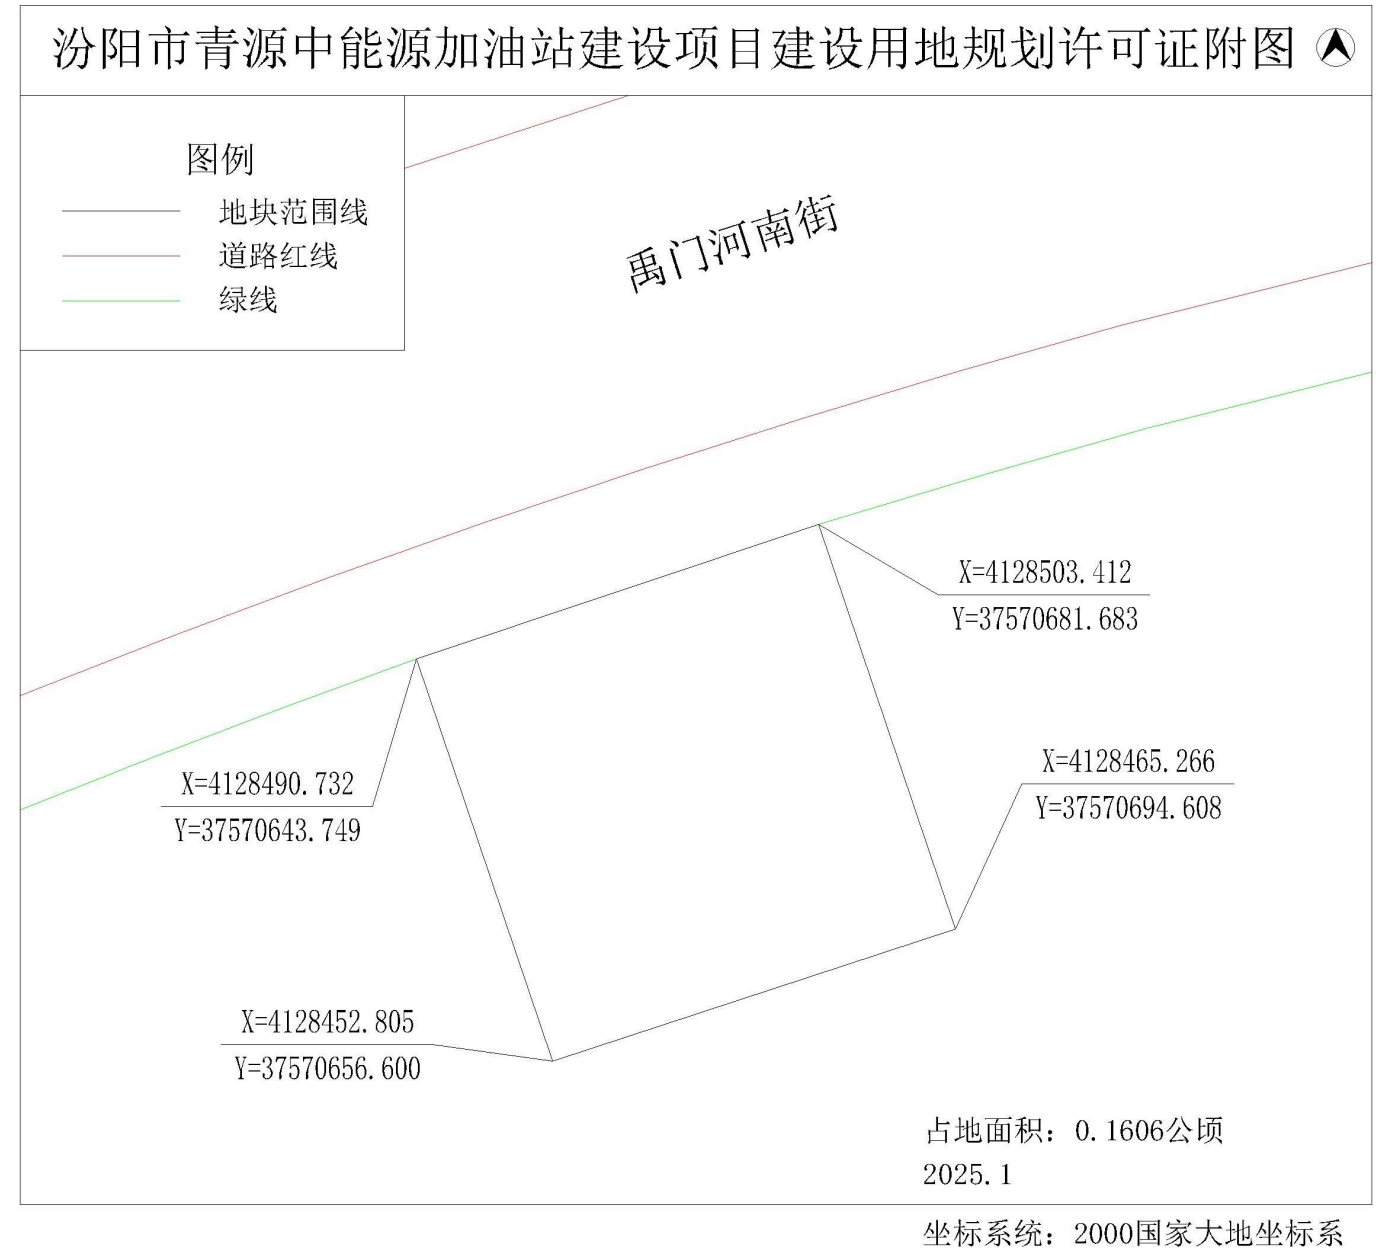 汾阳市青源中能源加油站建设项目建设用地规划许可证附图
图例
地块范围线
道路红线
绿线
禹门河南街
X=4128503.412
Y=37570681.683
X=4128465.266
Y=37570694.608
X=4128490.732
Y=37570643.749
X=4128452.805
Y=37570656.600
占地面积：0.1606公顷
2025.1
坐标系统：2000国家大地坐标系